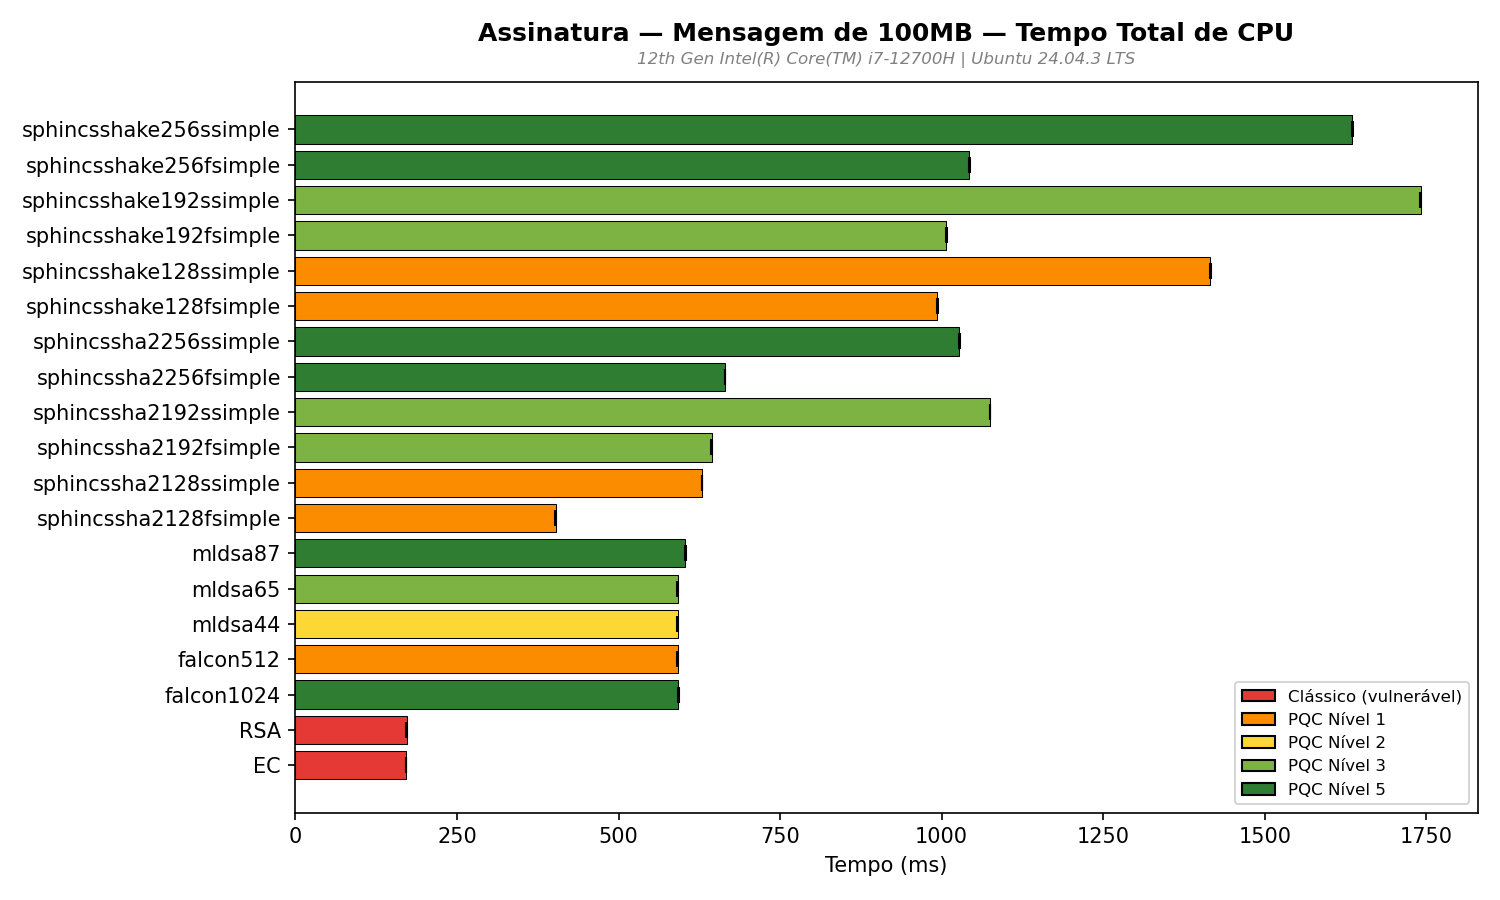 Assinatura — Mensagem de 100MB — Tempo Total de CPU
12th Gen Intel(R) Core(TM) i7-12700H | Ubuntu 24.04.3 LTS
sphincsshake256ssimple
sphincsshake256fsimple
sphincsshake192ssimple
sphincsshake192fsimple
sphincsshake128ssimple
sphincsshake128fsimple
sphincssha2256ssimple
sphincssha2256fsimple
sphincssha2192ssimple
sphincssha2192fsimple
sphincssha2128ssimple
sphincssha2128fsimple
mldsa87
mldsa65
mldsa44
falcon512
falcon1024
RSA
EC
Clássico (vulnerável)
PQC Nível 1
PQC Nível 2
PQC Nível 3
PQC Nível 5
0 250 500 750 1000 1250 1500 1750
Tempo (ms)